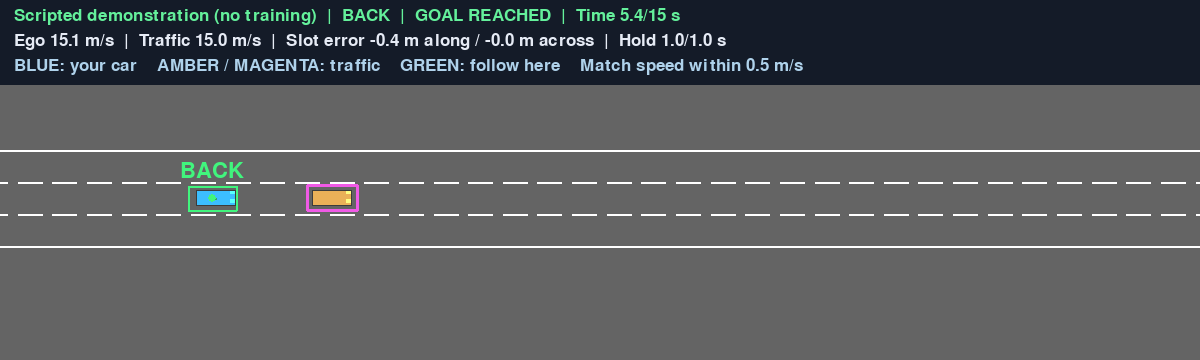 Scripted demonstration (no training) | BACK | GOAL REACHED | Time 5.4/15 s
Ego 15.1 m/s | Traffic 15.0 m/s | Slot error -0.4 m along / -0.0 m across | Hold 1.0/1.0 s
BLUE: your car AMBER / MAGENTA: traffic GREEN: follow here Match speed within 0.5 m/s
BACK